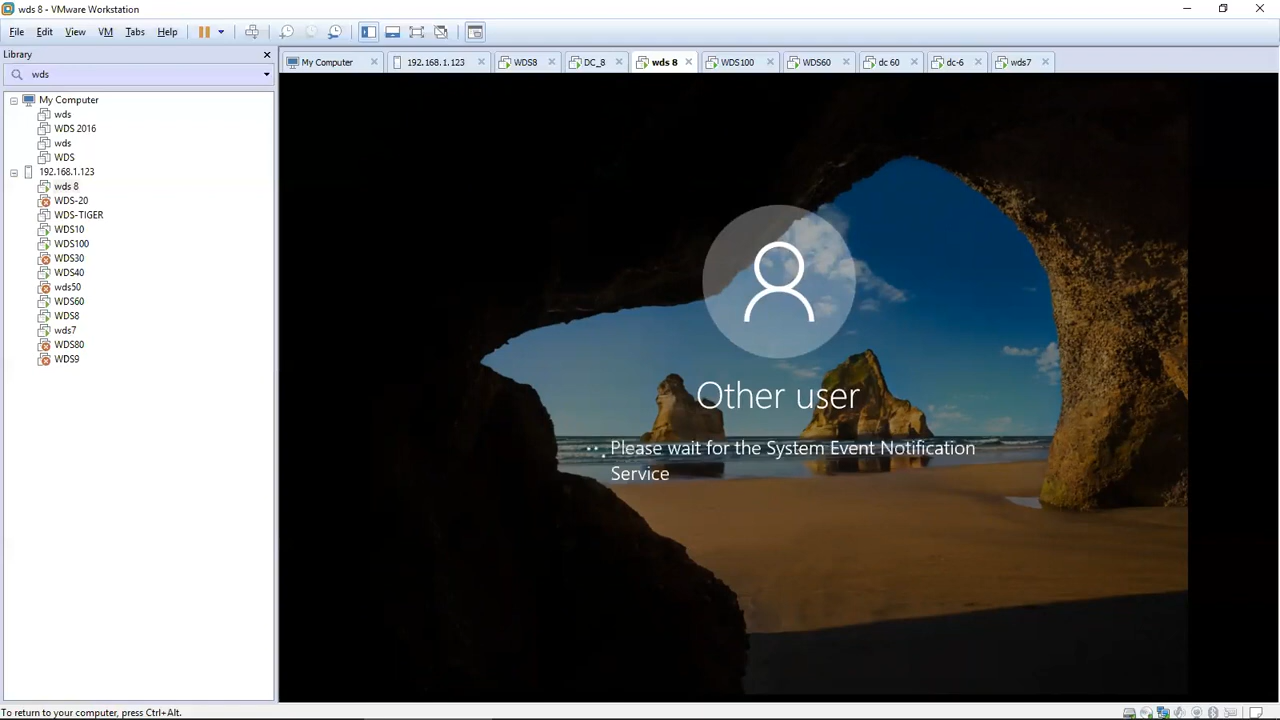 wds 8 - VMware Workstation
File Edit View VM Tabs Help
Library
wds
My Computer
wds
WDS 2016
wds
WDS
192.168.1.123
wds 8
WDS-20
WDS-TIGER
WDS10
WDS100
WDS30
WDS40
wds50
WDS60
WDS8
wds7
WDS80
WDS9
My Computer 192.168.1.123 WDS8 DC_8 wds 8 WDS100 WDS60 dc 60 dc-6 wds7
Other user
Please wait for the System Event Notification
Service
To return to your computer, press Ctrl+Alt.